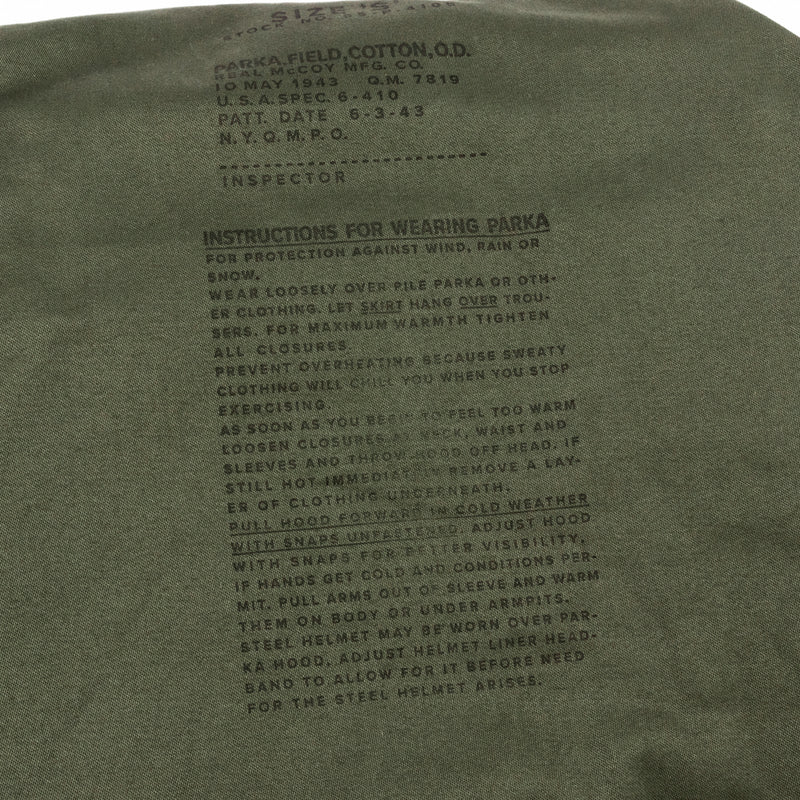 SIZE S
STOCK NO. 55
PARKA, FIELD, COTTON, O.D.
REAL McCOY MFG. CO.
10 MAY 1943 Q.M. 7819
U.S.A. SPEC. 6-410
PATT. DATE 6-3-43
N.Y.Q.M.P.O.
INSPECTOR
INSTRUCTIONS FOR WEARING PARKA
FOR PROTECTION AGAINST WIND, RAIN OR
SNOW.
WEAR LOOSELY OVER PILE PARKA OR OTH-
ER CLOTHING. LET SKIRT HANG OVER TROU-
SERS. FOR MAXIMUM WARMTH TIGHTEN
ALL CLOSURES.
PREVENT OVERHEATING BECAUSE SWEATY
CLOTHING WILL CHILL YOU WHEN YOU STOP
EXERCISING.
AS SOON AS YOU BEGIN TO FEEL TOO WARM
LOOSEN CLOSURES AT NECK, WAIST AND
SLEEVES AND THROW HOOD OFF HEAD. IF
STILL HOT IMMEDIATELY REMOVE A LAY-
ER OF CLOTHING UNDERNEATH.
PULL HOOD FORWARD IN COLD WEATHER
WITH SNAPS UNFASTENED. ADJUST HOOD
WITH SNAPS FOR BETTER VISIBILITY.
IF HANDS GET COLD AND CONDITIONS PER-
MIT, PULL ARMS OUT OF SLEEVE AND WARM
THEM ON BODY OR UNDER ARMPITS.
STEEL HELMET MAY BE WORN OVER PAR-
KA HOOD. ADJUST HELMET LINER HEAD-
BAND TO ALLOW FOR IT BEFORE NEED
FOR THE STEEL HELMET ARISES.